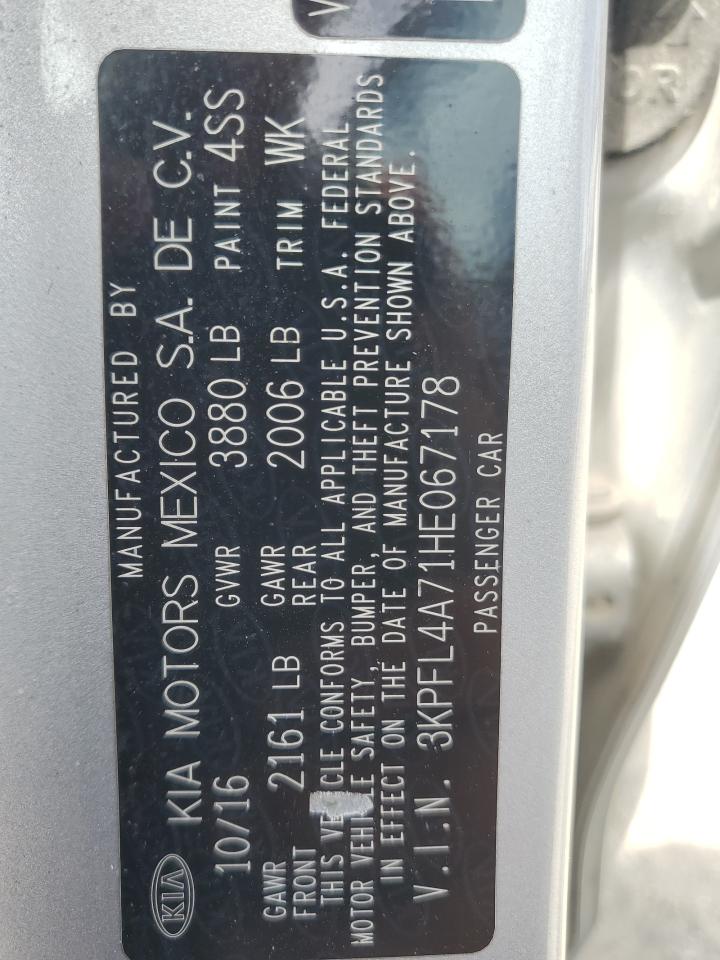 MANUFACTURED BY
KIA KIA MOTORS MEXICO S.A. DE C.V.
10/16 GVWR 3880 LB PAINT 4SS
GAWR FRONT 2161 LB GAWR REAR 2006 LB TRIM WK
THIS VE CLE CONFORMS TO ALL APPLICABLE U.S.A. FEDERAL
MOTOR VEHICLE SAFETY, BUMPER, AND THEFT PREVENTION STANDARDS
IN EFFECT ON THE DATE OF MANUFACTURE SHOWN ABOVE.
V.I.N. 3KPFL4A71HE067178
PASSENGER CAR